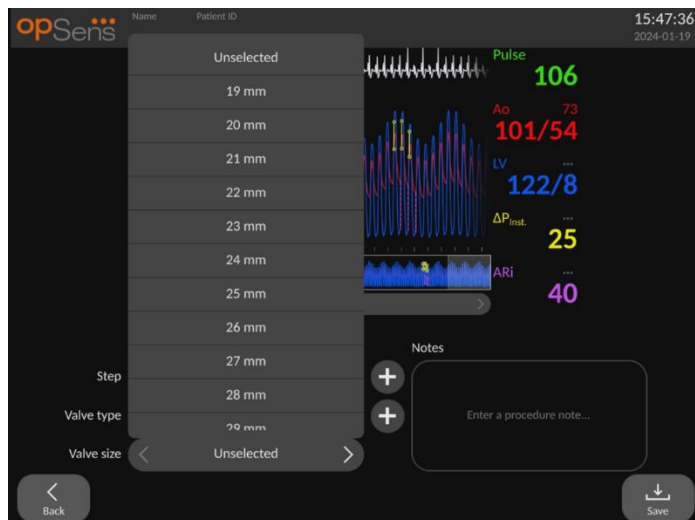 opSens
Name
Patient ID
15:47:36
2024-01-19
Unselected
19 mm
20 mm
21 mm
22 mm
23 mm
24 mm
25 mm
26 mm
27 mm
28 mm
29 mm
Pulse
106
Ao 73
101/54
LV ---
122/8
ΔPInst. ---
25
ARi ---
40
Step
Valve type
Valve size
Unselected
Notes
Enter a procedure note...
Back
Save